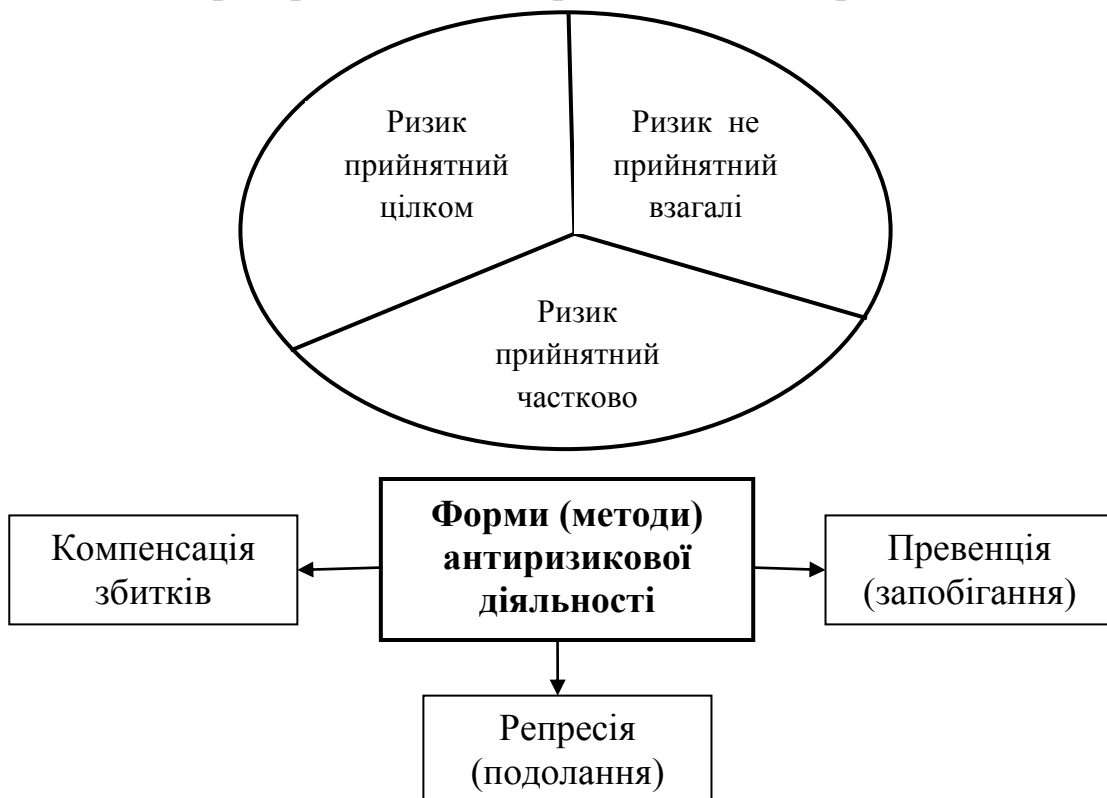 Ризик
прийнятний
цілком
Ризик не
прийнятний
взагалі
Ризик
прийнятний
частково
Форми (методи)
антиризикової
діяльності
Компенсація
збитків
Превенція
(запобігання)
Репресія
(подолання)